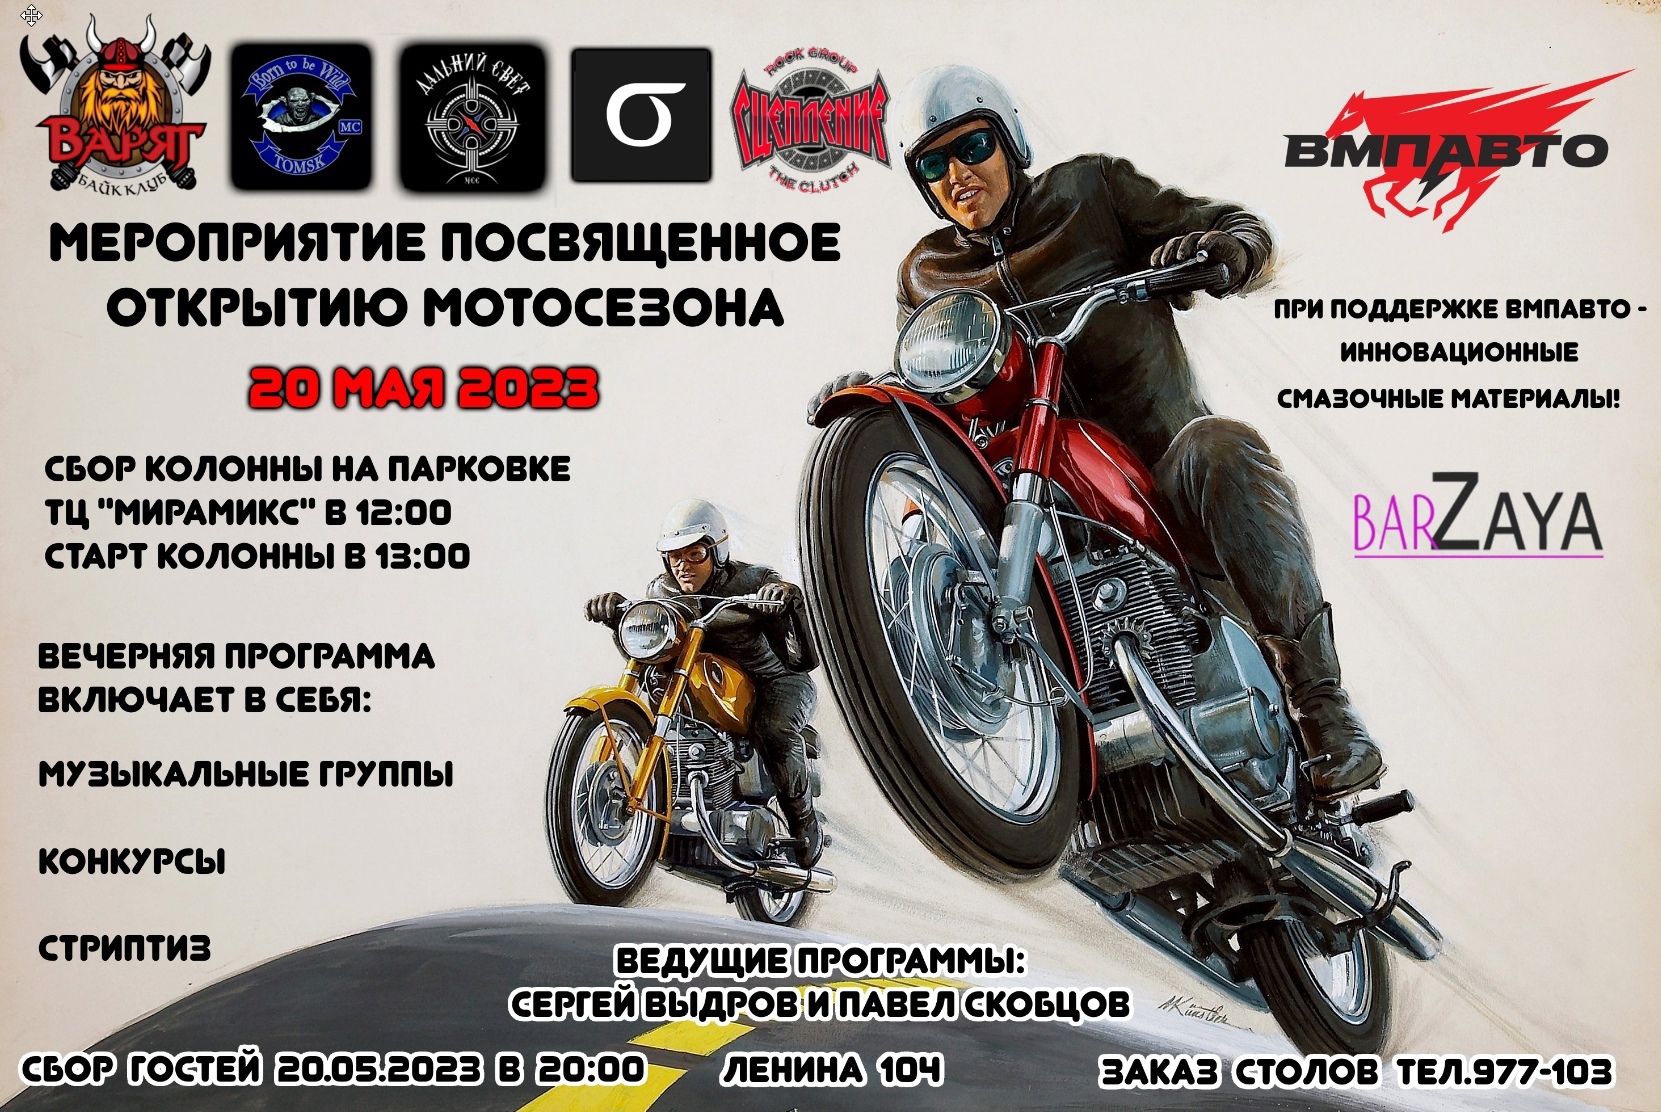 ВАРЯГ
БАЙК КЛУБ
Born to be Wild
MC
TOMSK
ДАЛЬНИЙ СВЕТ
МСС
ROCK GROUP
СЦЕПЛЕНИЕ
THE CLUTCH
ВМПАВТО
МЕРОПРИЯТИЕ ПОСВЯЩЕННОЕ
ОТКРЫТИЮ МОТОСЕЗОНА
20 МАЯ 2023
ПРИ ПОДДЕРЖКЕ ВМПАВТО -
ИННОВАЦИОННЫЕ
СМАЗОЧНЫЕ МАТЕРИАЛЫ!
СБОР КОЛОННЫ НА ПАРКОВКЕ
ТЦ "МИРАМИКС" В 12:00
СТАРТ КОЛОННЫ В 13:00
BARZAYA
ВЕЧЕРНЯЯ ПРОГРАММА
ВКЛЮЧАЕТ В СЕБЯ:
МУЗЫКАЛЬНЫЕ ГРУППЫ
КОНКУРСЫ
СТРИПТИЗ
ВЕДУЩИЕ ПРОГРАММЫ:
СЕРГЕЙ ВЫДРОВ И ПАВЕЛ СКОБЦОВ
СБОР ГОСТЕЙ 20.05.2023 В 20:00
ЛЕНИНА 104
ЗАКАЗ СТОЛОВ ТЕЛ.977-103